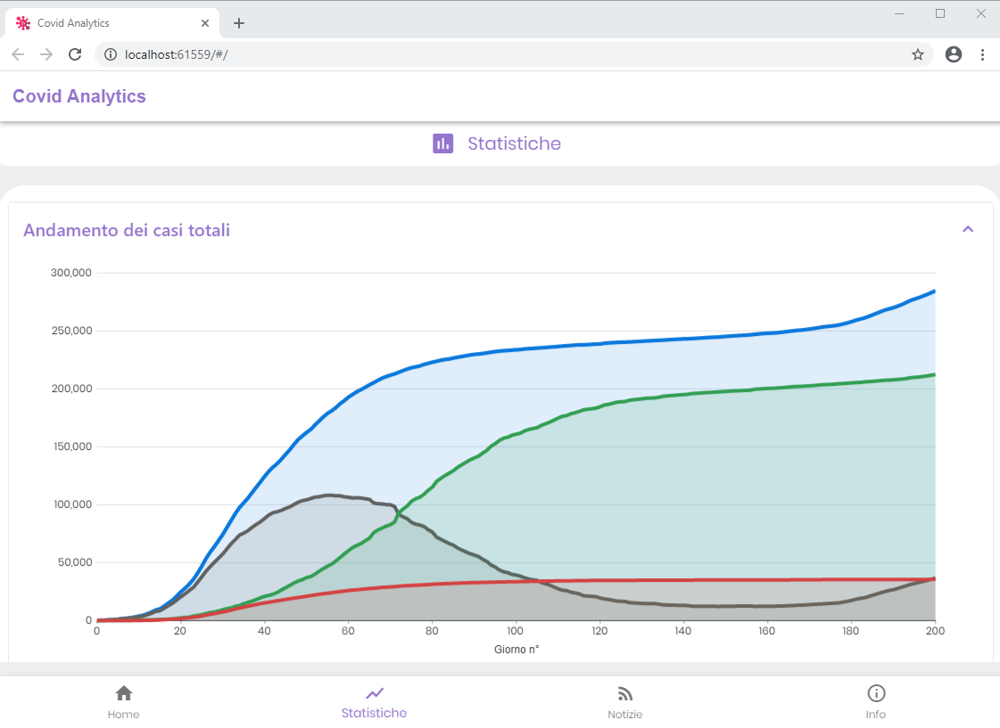 Covid Analytics
localhost:61559/#/
Covid Analytics
Statistiche
Andamento dei casi totali
300,000
250,000
200,000
150,000
100,000
50,000
0
0 20 40 60 80 100 120 140 160 180 200
Giorno n°
Home Statistiche Notizie Info